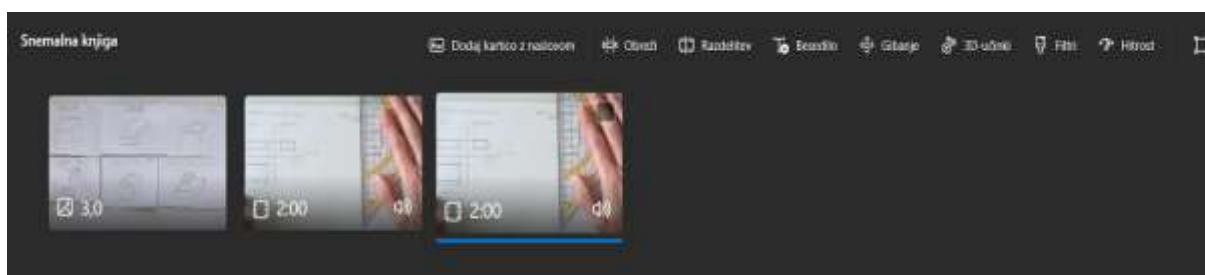 Snemalna knjiga
Dodaj kartico z naslovom
Obreži
Razdelitev
Besedilo
Gibanje
3D-učinki
Filtri
Hitrost
3,0
2:00
2:00